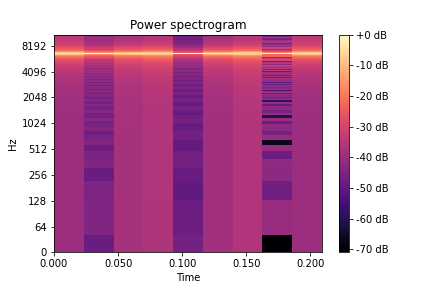 Power spectrogram
8192
4096
2048
1024
512
256
128
64
0
Hz
0.000 0.050 0.100 0.150 0.200
Time
+0 dB
-10 dB
-20 dB
-30 dB
-40 dB
-50 dB
-60 dB
-70 dB